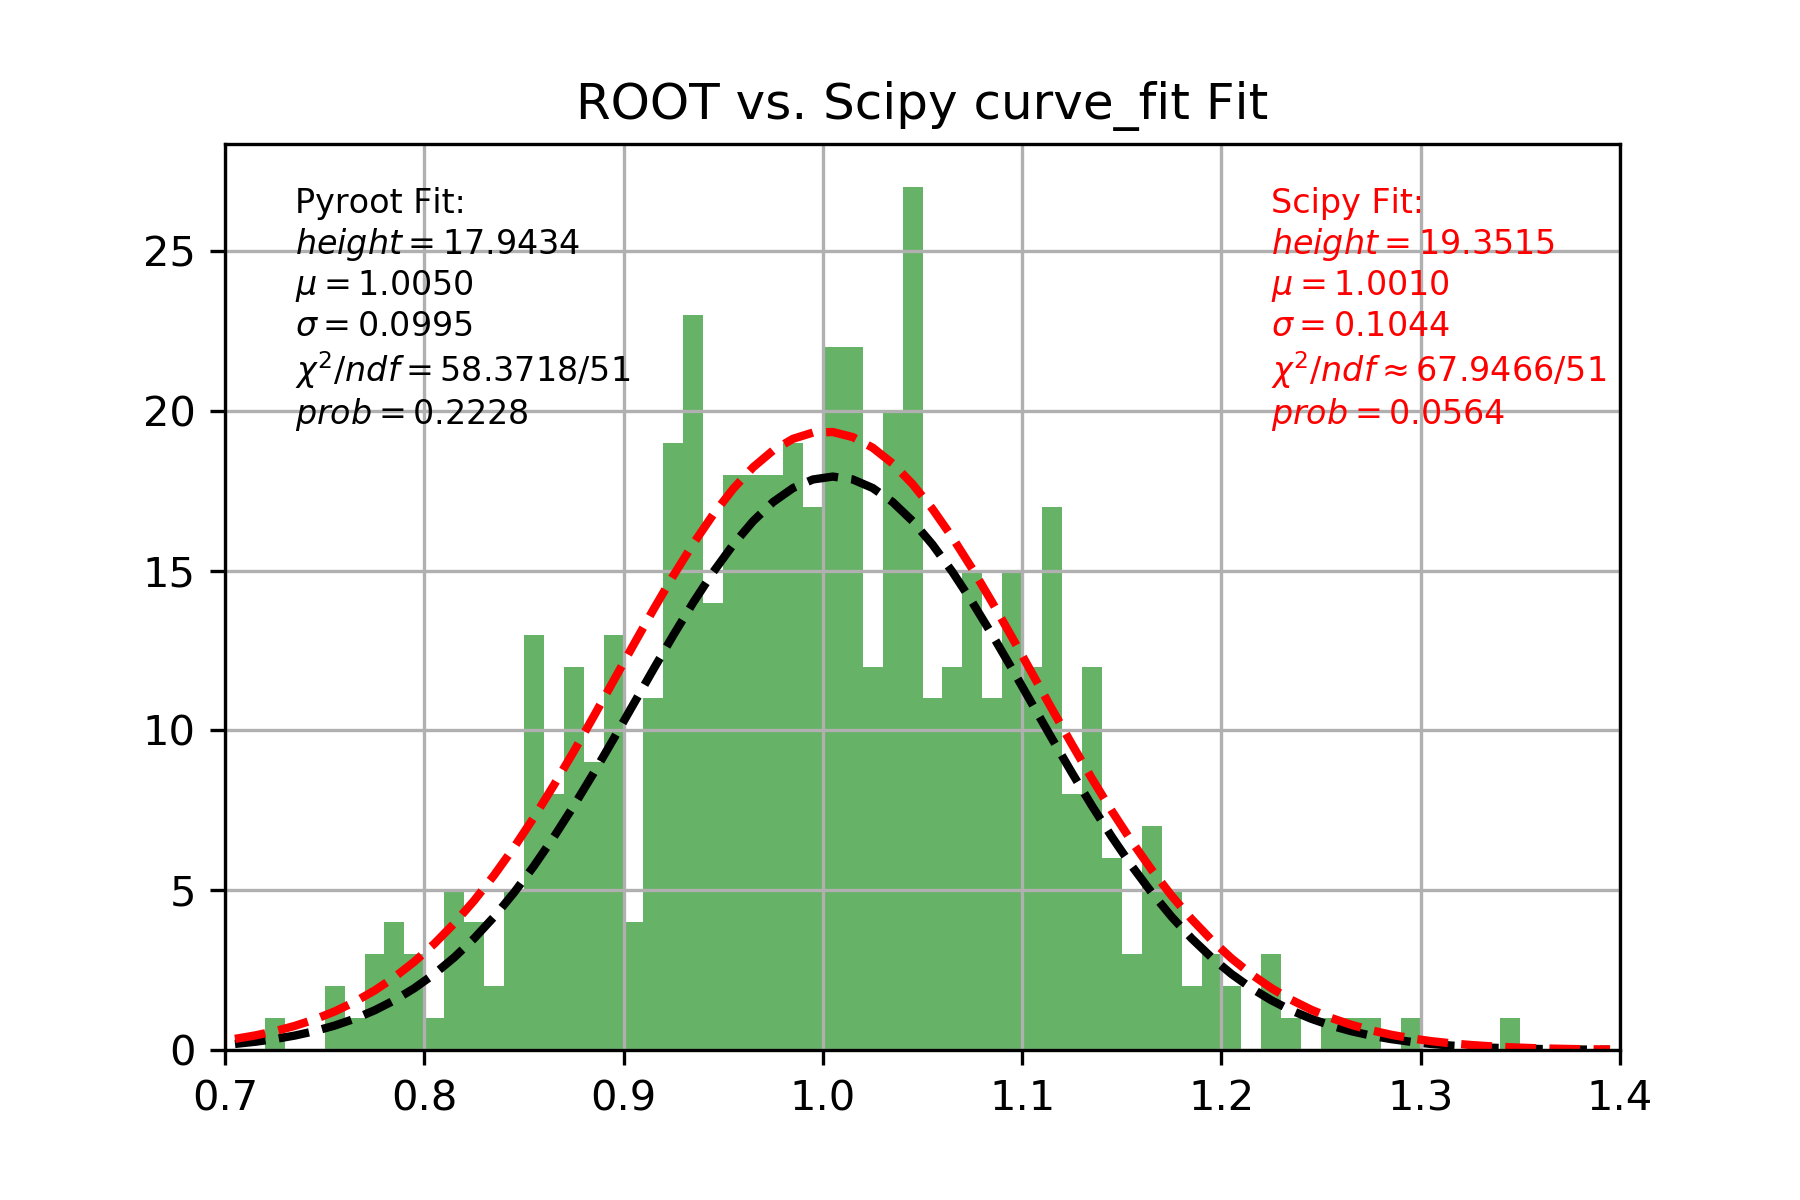 ROOT vs. Scipy curve_fit Fit
Pyroot Fit:
height = 17.9434
μ = 1.0050
σ = 0.0995
χ²/ndf = 58.3718/51
prob = 0.2228
Scipy Fit:
height = 19.3515
μ = 1.0010
σ = 0.1044
χ²/ndf ≈ 67.9466/51
prob = 0.0564
25
20
15
10
5
0
0.7 0.8 0.9 1.0 1.1 1.2 1.3 1.4